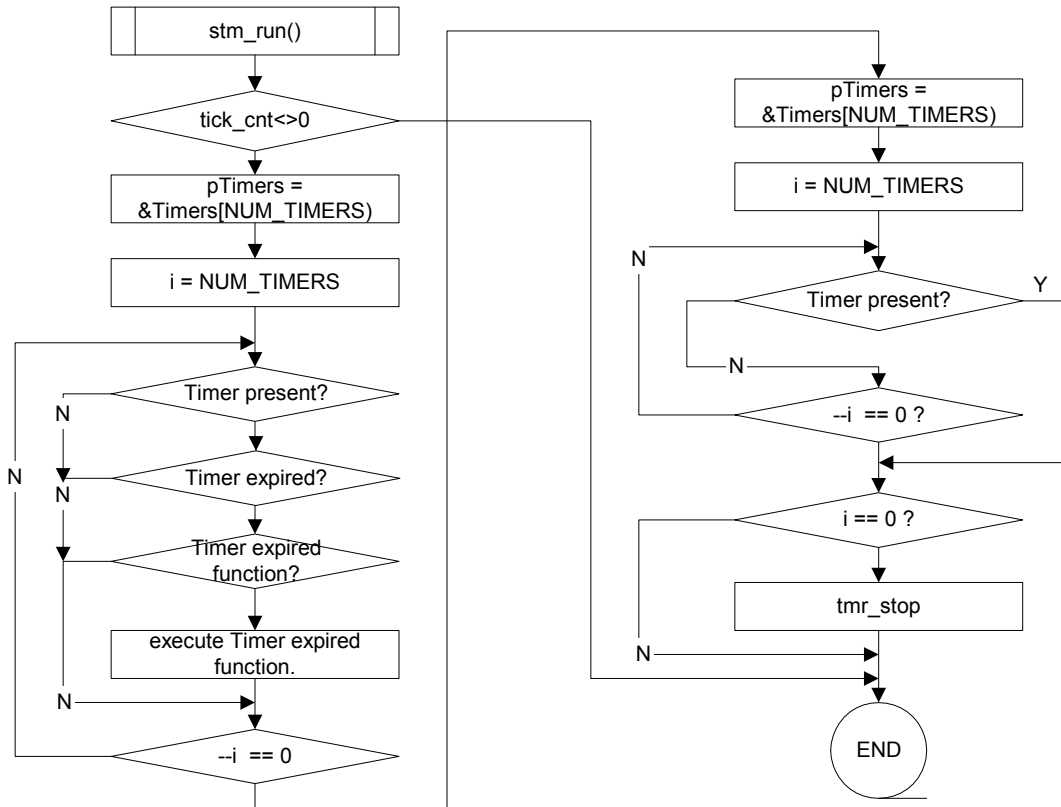 stm_run()
tick_cnt<>0
pTimers =
&Timers[NUM_TIMERS)
i = NUM_TIMERS
Timer present?
N
N
Timer expired?
N
Timer expired
function?
execute Timer expired
function.
N
--i == 0
pTimers =
&Timers[NUM_TIMERS)
i = NUM_TIMERS
N
Timer present?
Y
N
--i == 0 ?
i == 0 ?
tmr_stop
N
END